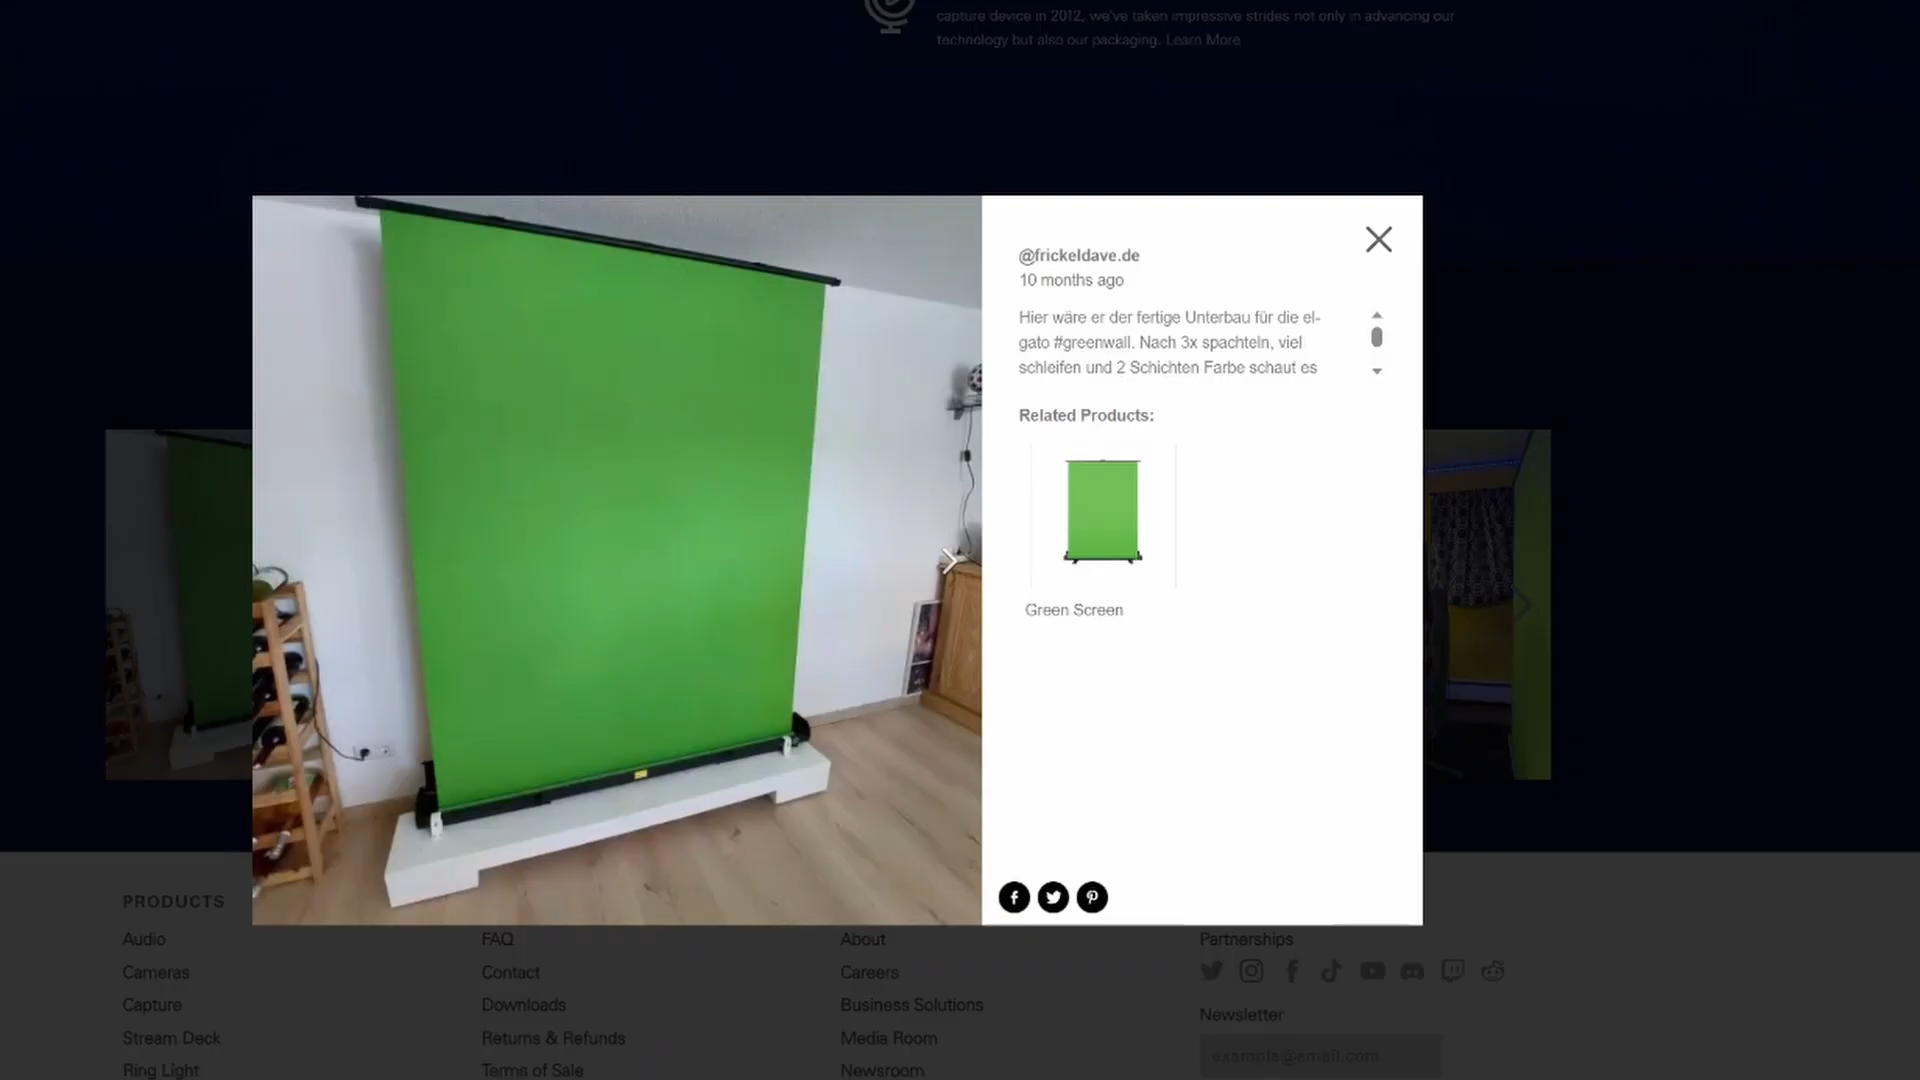 capture device in 2012, we've taken impressive strides not only in advancing our
technology but also our packaging. Learn More
@frickeldave.de
10 months ago
Hier wäre er der fertige Unterbau für die el-
gato #greenwall. Nach 3x spachteln, viel
schleifen und 2 Schichten Farbe schaut es
Related Products:
Green Screen
PRODUCTS
Audio
Cameras
Capture
Stream Deck
Ring Light
FAQ
Contact
Downloads
Returns & Refunds
Terms of Sale
About
Careers
Business Solutions
Media Room
Newsroom
Partnerships
Newsletter
example@email.com